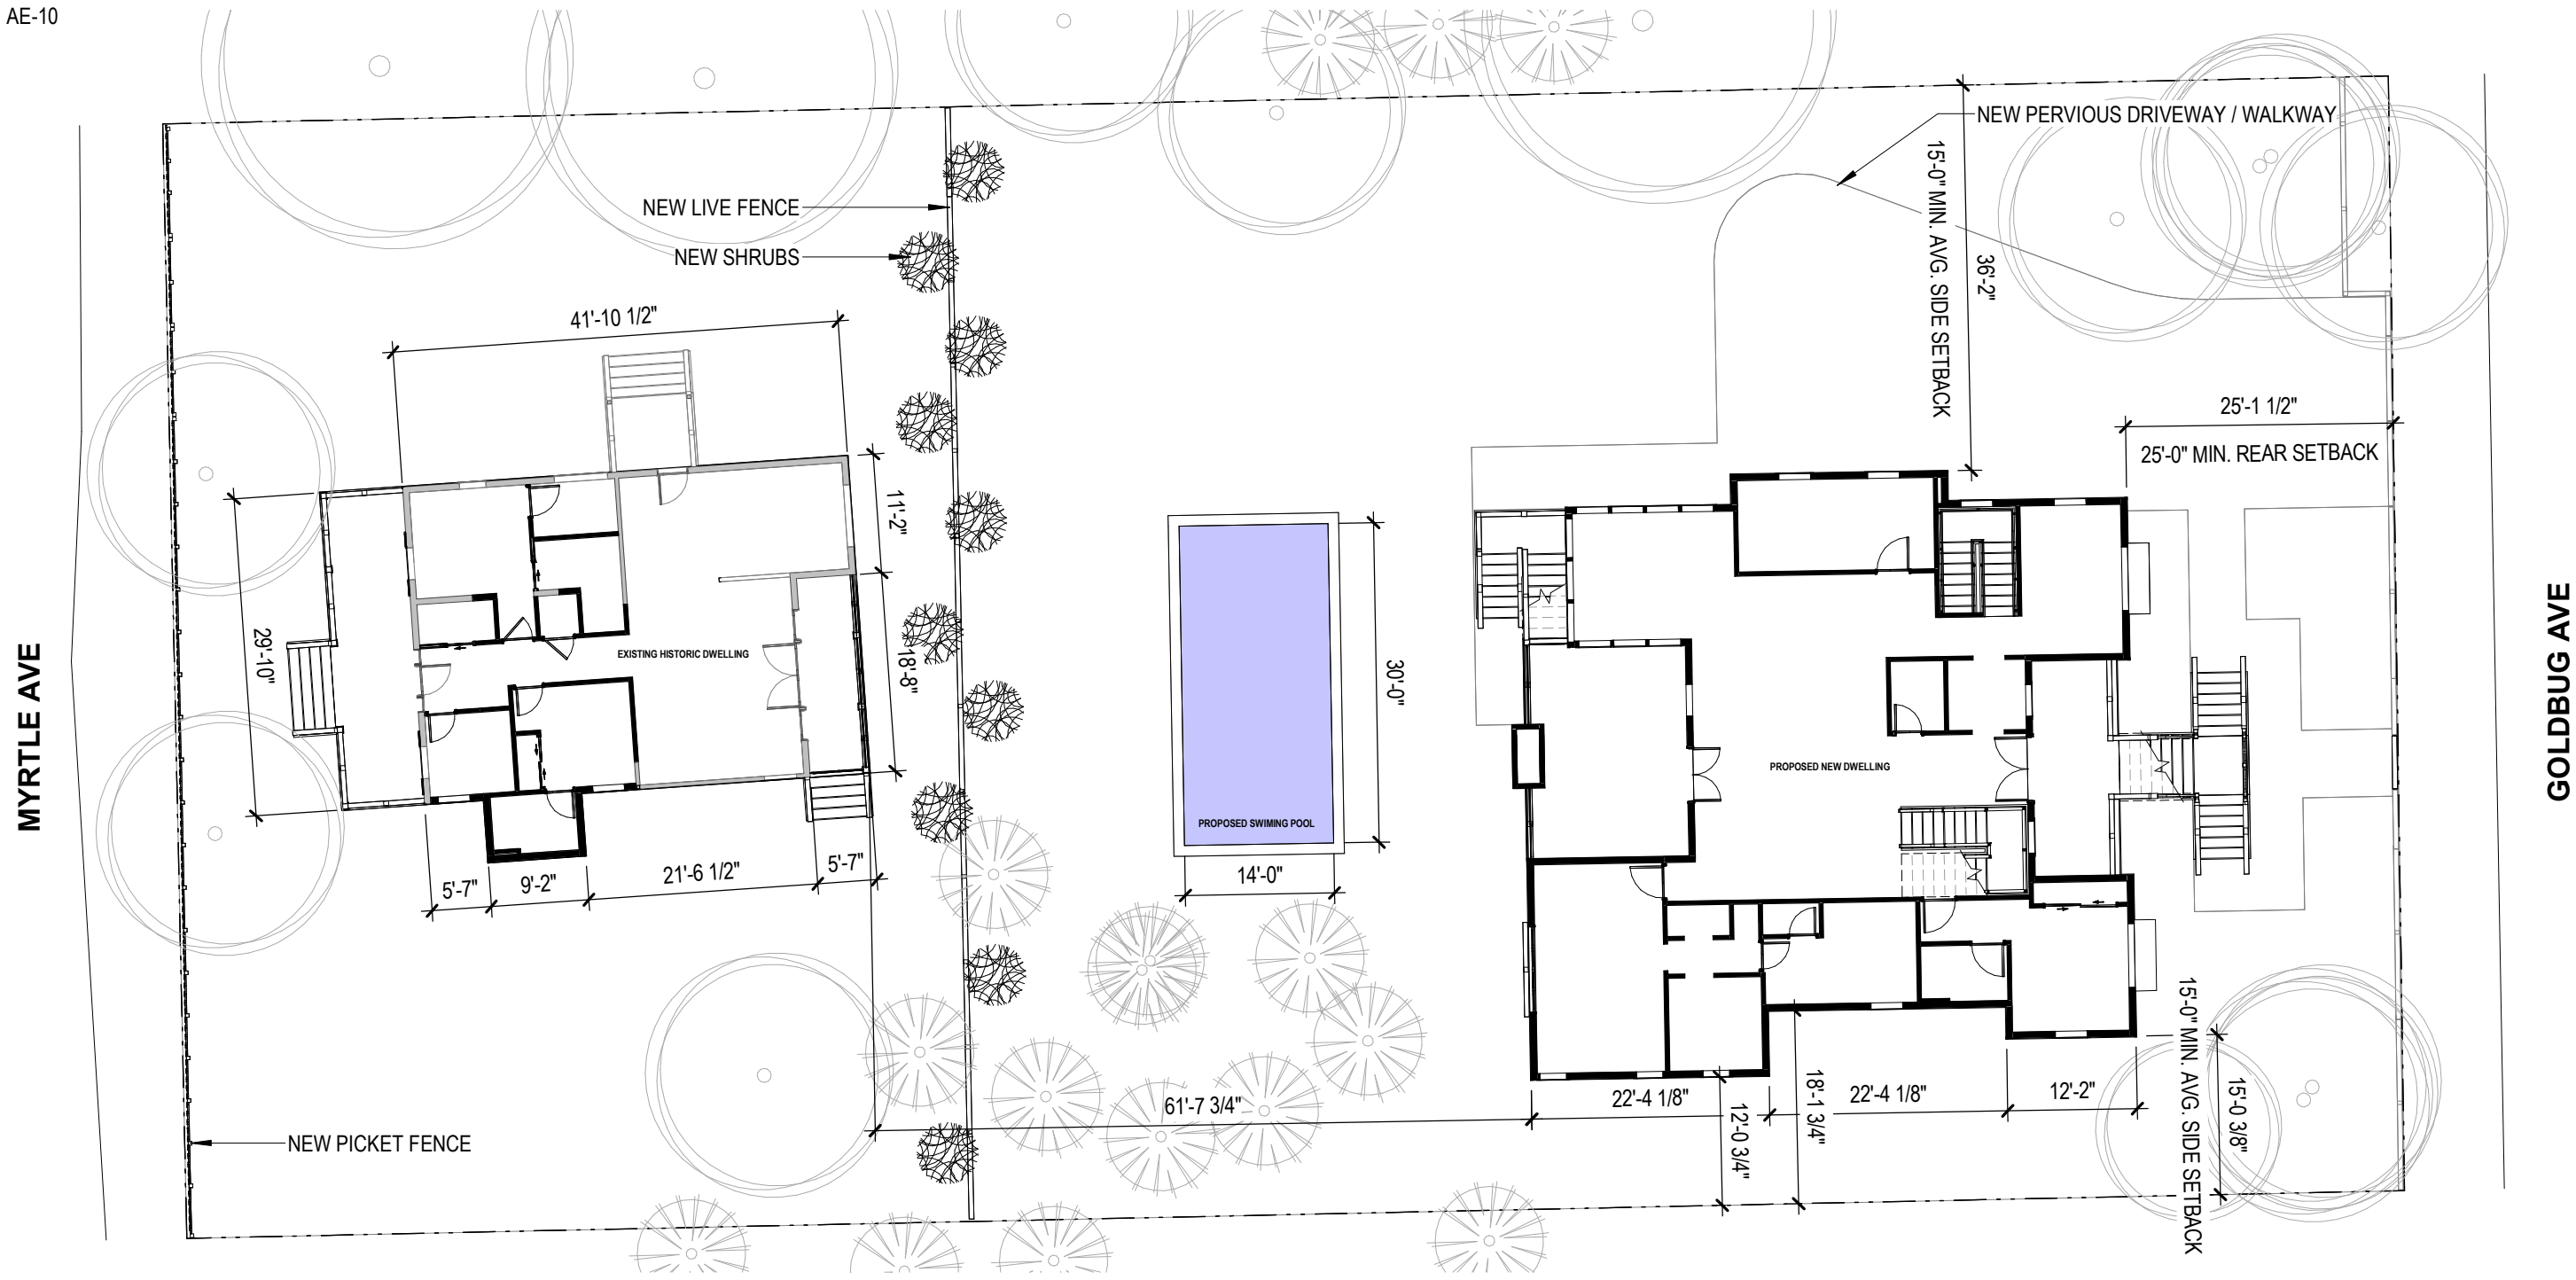 AE-10
NEW PERVIOUS DRIVEWAY / WALKWAY
15'-0" MIN. AVG. SIDE SETBACK
36'-2"
NEW LIVE FENCE
NEW SHRUBS
41'-10 1/2"
25'-1 1/2"
25'-0" MIN. REAR SETBACK
11'-2"
29'-10"
EXISTING HISTORIC DWELLING
18'-8"
30'-0"
MYRTLE AVE
GOLDBUG AVE
PROPOSED NEW DWELLING
PROPOSED SWIMING POOL
14'-0"
5'-7"
9'-2"
21'-6 1/2"
5'-7"
61'-7 3/4"
22'-4 1/8"
12'-0 3/4"
18'-1 3/4"
22'-4 1/8"
12'-2"
15'-0" MIN. AVG. SIDE SETBACK
15'-0 3/8"
NEW PICKET FENCE